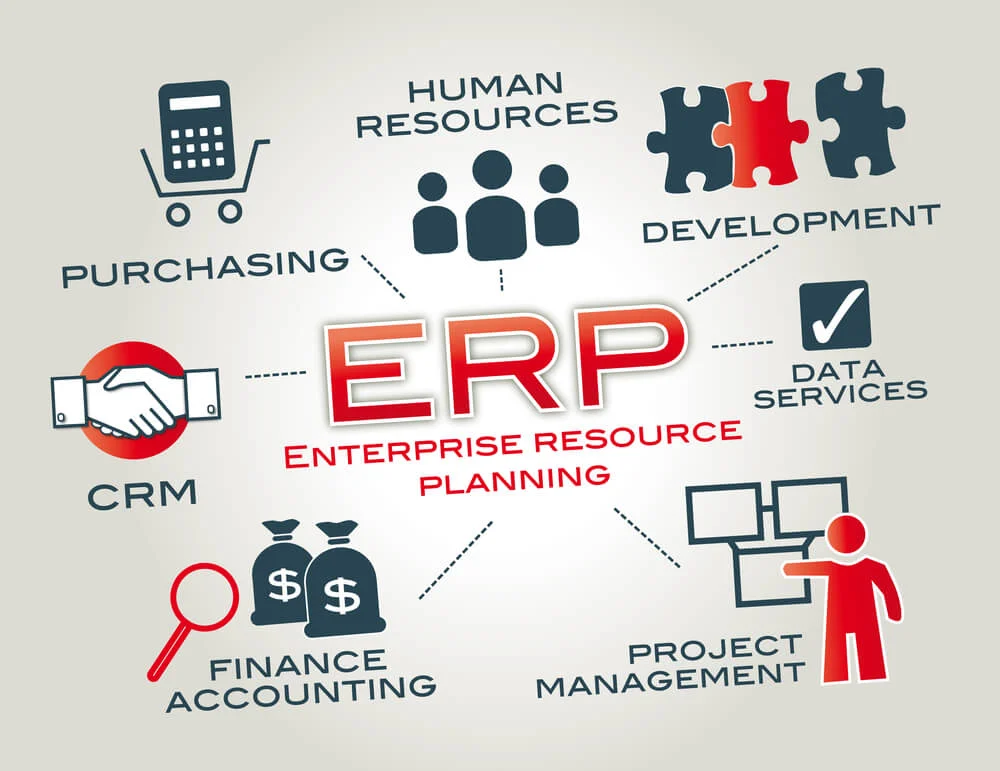 HUMAN
RESOURCES
PURCHASING
DEVELOPMENT
ERP
ENTERPRISE RESOURCE
PLANNING
DATA
SERVICES
CRM
$ $
FINANCE
ACCOUNTING
PROJECT
MANAGEMENT